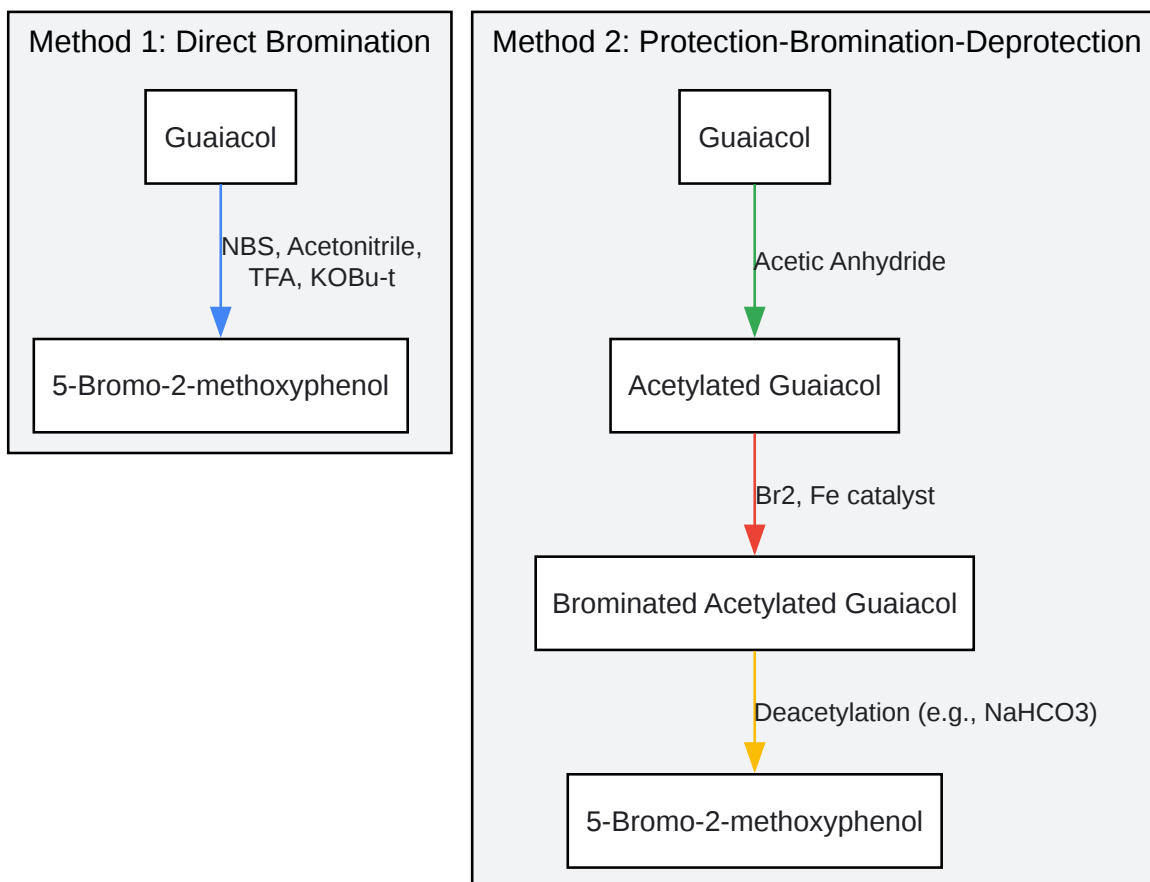 Method 1: Direct Bromination
Guaiacol
NBS, Acetonitrile,
TFA, KOBu-t
5-Bromo-2-methoxyphenol
Method 2: Protection-Bromination-Deprotection
Guaiacol
Acetic Anhydride
Acetylated Guaiacol
Br2, Fe catalyst
Brominated Acetylated Guaiacol
Deacetylation (e.g., NaHCO3)
5-Bromo-2-methoxyphenol